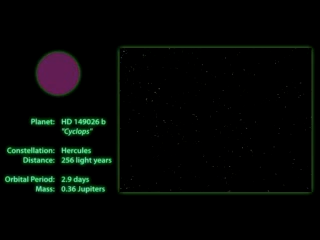 Planet: HD 149026 b
"Cyclops"
Constellation: Hercules
Distance: 256 light years
Orbital Period: 2.9 days
Mass: 0.36 Jupiters